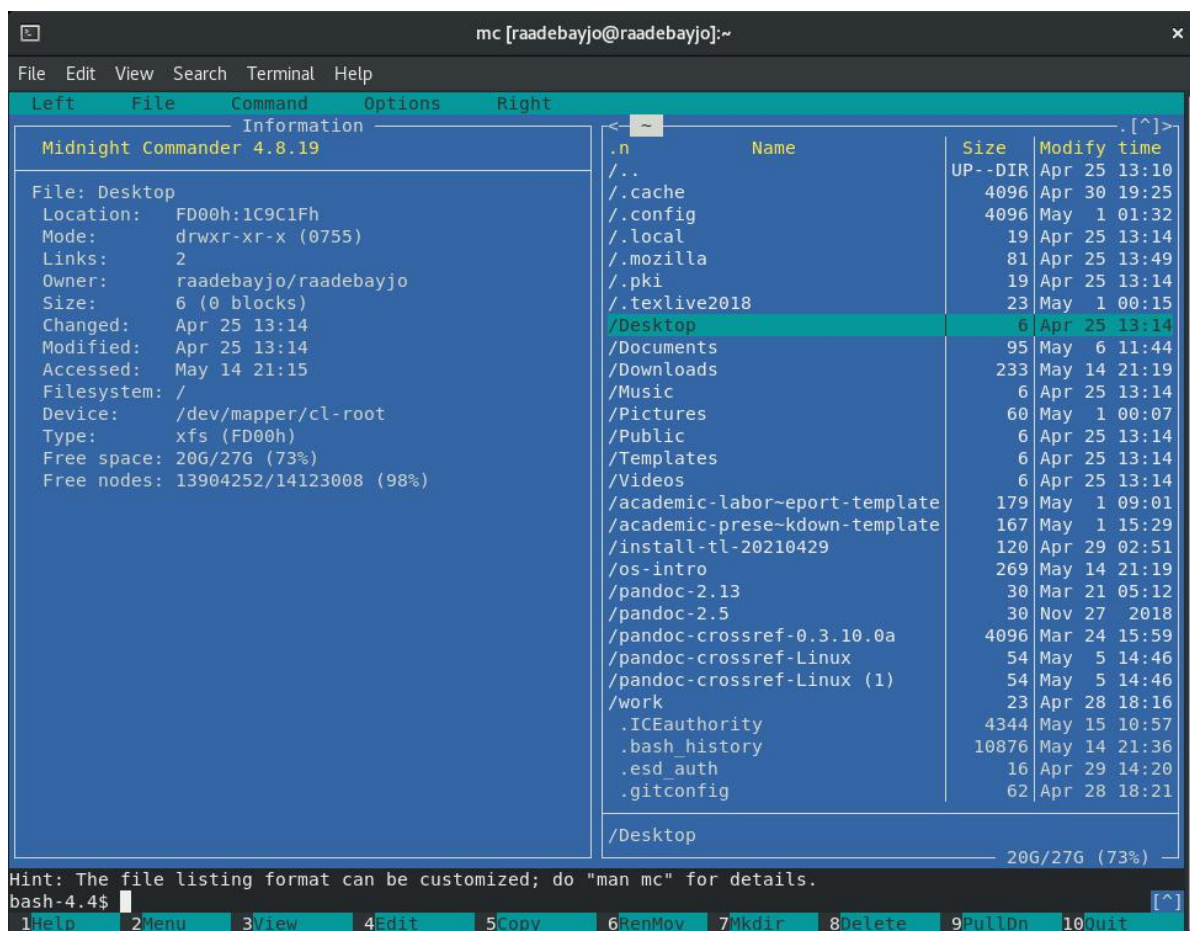 mc [raadebayjo@raadebayjo]:~ ×
File Edit View Search Terminal Help
Left File Command Options Right
Information
Midnight Commander 4.8.19
File: Desktop
Location: FD00h:1C9C1Fh
Mode: drwxr-xr-x (0755)
Links: 2
Owner: raadebayjo/raadebayjo
Size: 6 (0 blocks)
Changed: Apr 25 13:14
Modified: Apr 25 13:14
Accessed: May 14 21:15
Filesystem: /
Device: /dev/mapper/cl-root
Type: xfs (FD00h)
Free space: 20G/27G (73%)
Free nodes: 13904252/14123008 (98%)
<- ~ .[^]>
.n Name Size Modify time
/.. UP--DIR Apr 25 13:10
/.cache 4096 Apr 30 19:25
/.config 4096 May 1 01:32
/.local 19 Apr 25 13:14
/.mozilla 81 Apr 25 13:49
/.pki 19 Apr 25 13:14
/.texlive2018 23 May 1 00:15
/Desktop 6 Apr 25 13:14
/Documents 95 May 6 11:44
/Downloads 233 May 14 21:19
/Music 6 Apr 25 13:14
/Pictures 60 May 1 00:07
/Public 6 Apr 25 13:14
/Templates 6 Apr 25 13:14
/Videos 6 Apr 25 13:14
/academic-labor~eport-template 179 May 1 09:01
/academic-prese~kdown-template 167 May 1 15:29
/install-tl-20210429 120 Apr 29 02:51
/os-intro 269 May 14 21:19
/pandoc-2.13 30 Mar 21 05:12
/pandoc-2.5 30 Nov 27 2018
/pandoc-crossref-0.3.10.0a 4096 Mar 24 15:59
/pandoc-crossref-Linux 54 May 5 14:46
/pandoc-crossref-Linux (1) 54 May 5 14:46
/work 23 Apr 28 18:16
.ICEauthority 4344 May 15 10:57
.bash_history 10876 May 14 21:36
.esd_auth 16 Apr 29 14:20
.gitconfig 62 Apr 28 18:21
/Desktop
20G/27G (73%)
Hint: The file listing format can be customized; do "man mc" for details.
bash-4.4$ [^]
1Help 2Menu 3View 4Edit 5Copy 6RenMov 7Mkdir 8Delete 9PullDn 10Quit